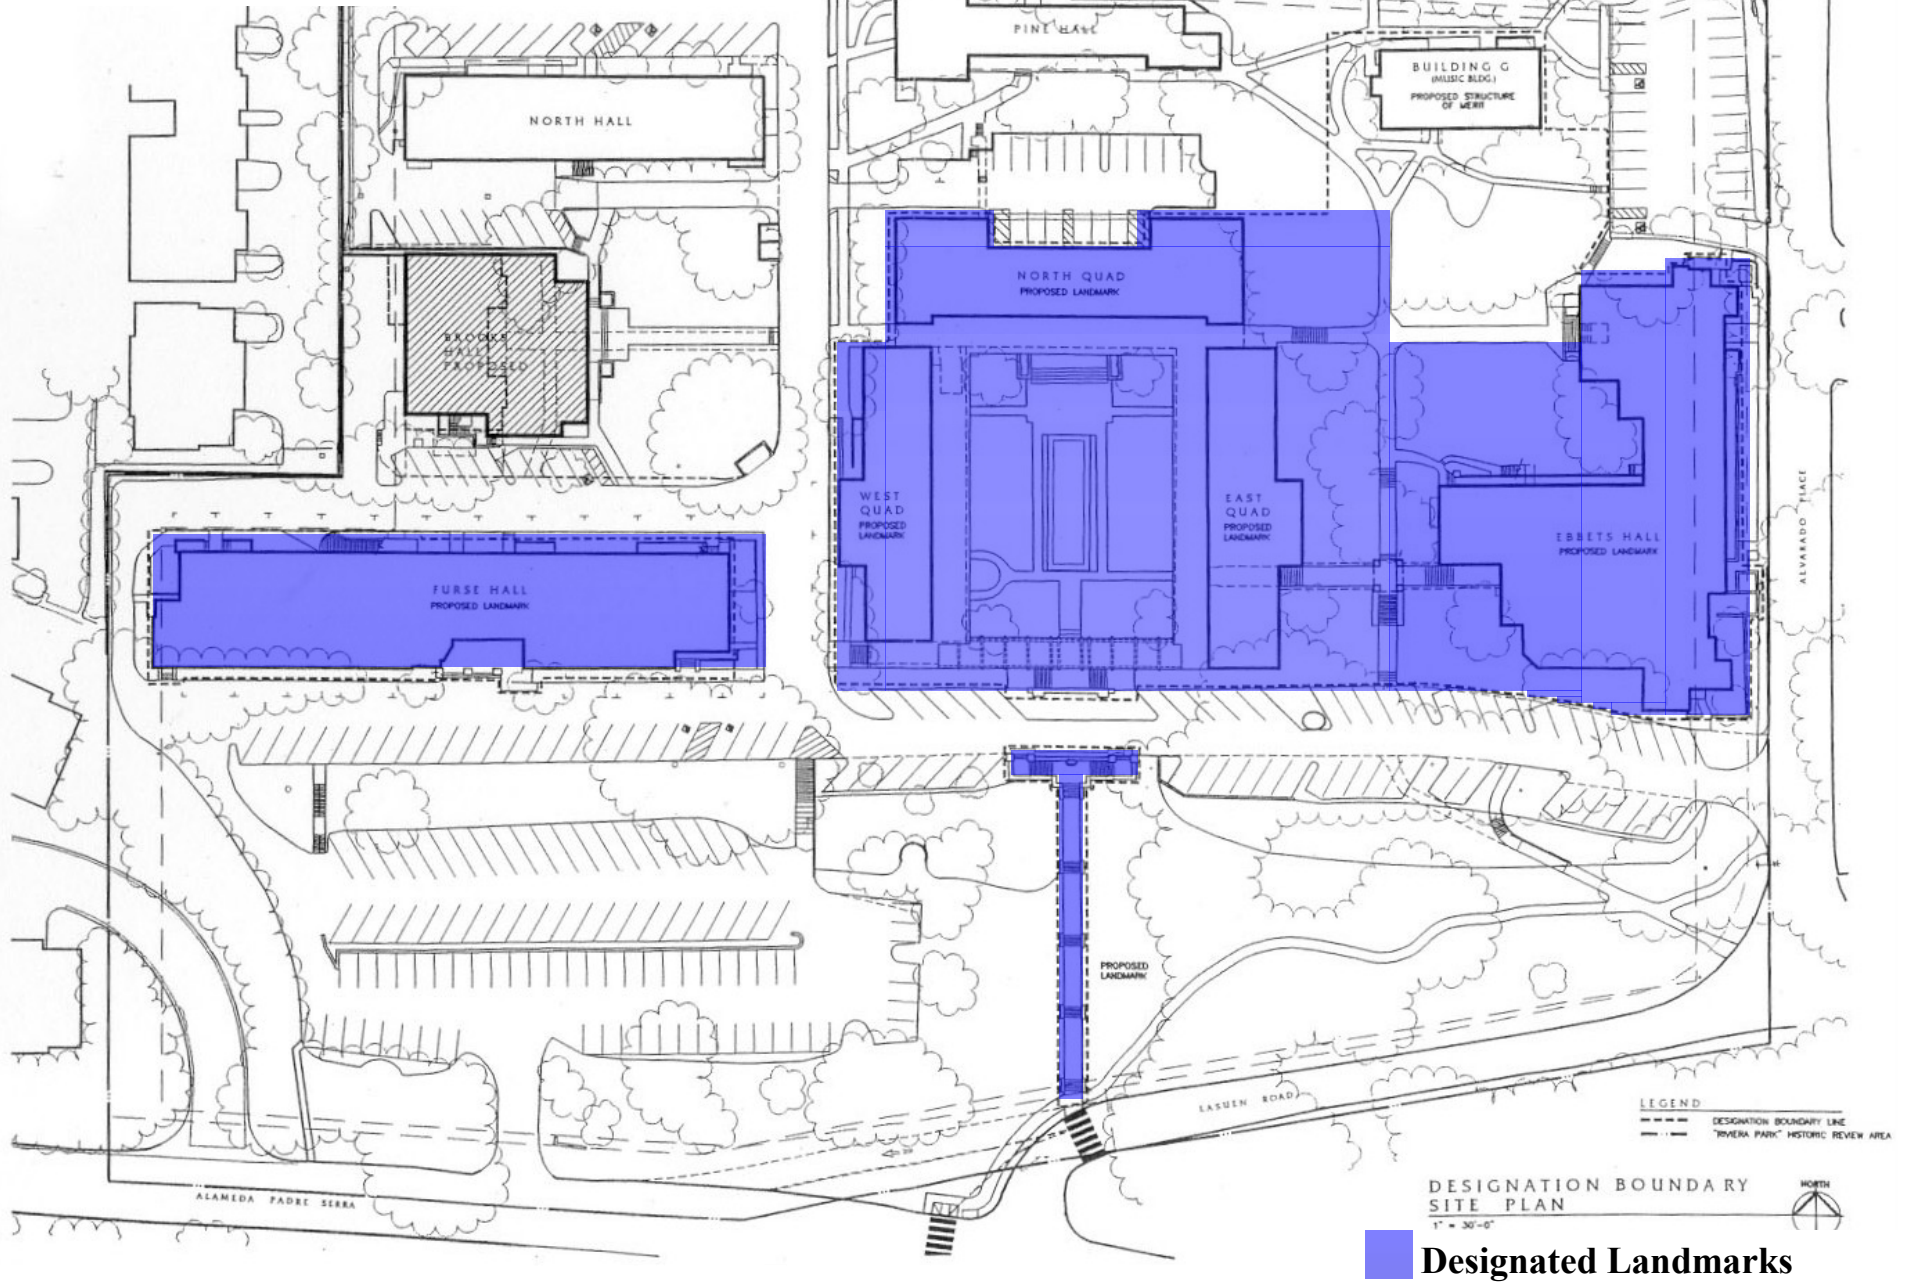 PINE HALL
BUILDING G
(MUSIC BLDG.)
PROPOSED STRUCTURE
OF MERIT
NORTH HALL
NORTH QUAD
PROPOSED LANDMARK
BROOKS
HALL
PROPOSED
WEST
QUAD
PROPOSED
LANDMARK
EAST
QUAD
PROPOSED
LANDMARK
EBBETS HALL
PROPOSED LANDMARK
ALVARADO PLACE
FURSE HALL
PROPOSED LANDMARK
PROPOSED
LANDMARK
LASUEN ROAD
ALAMEDA PADRE SERRA
LEGEND
DESIGNATION BOUNDARY LINE
"RIVIERA PARK" HISTORIC REVIEW AREA
DESIGNATION BOUNDARY
SITE PLAN
1" = 30'-0"
NORTH
Designated Landmarks